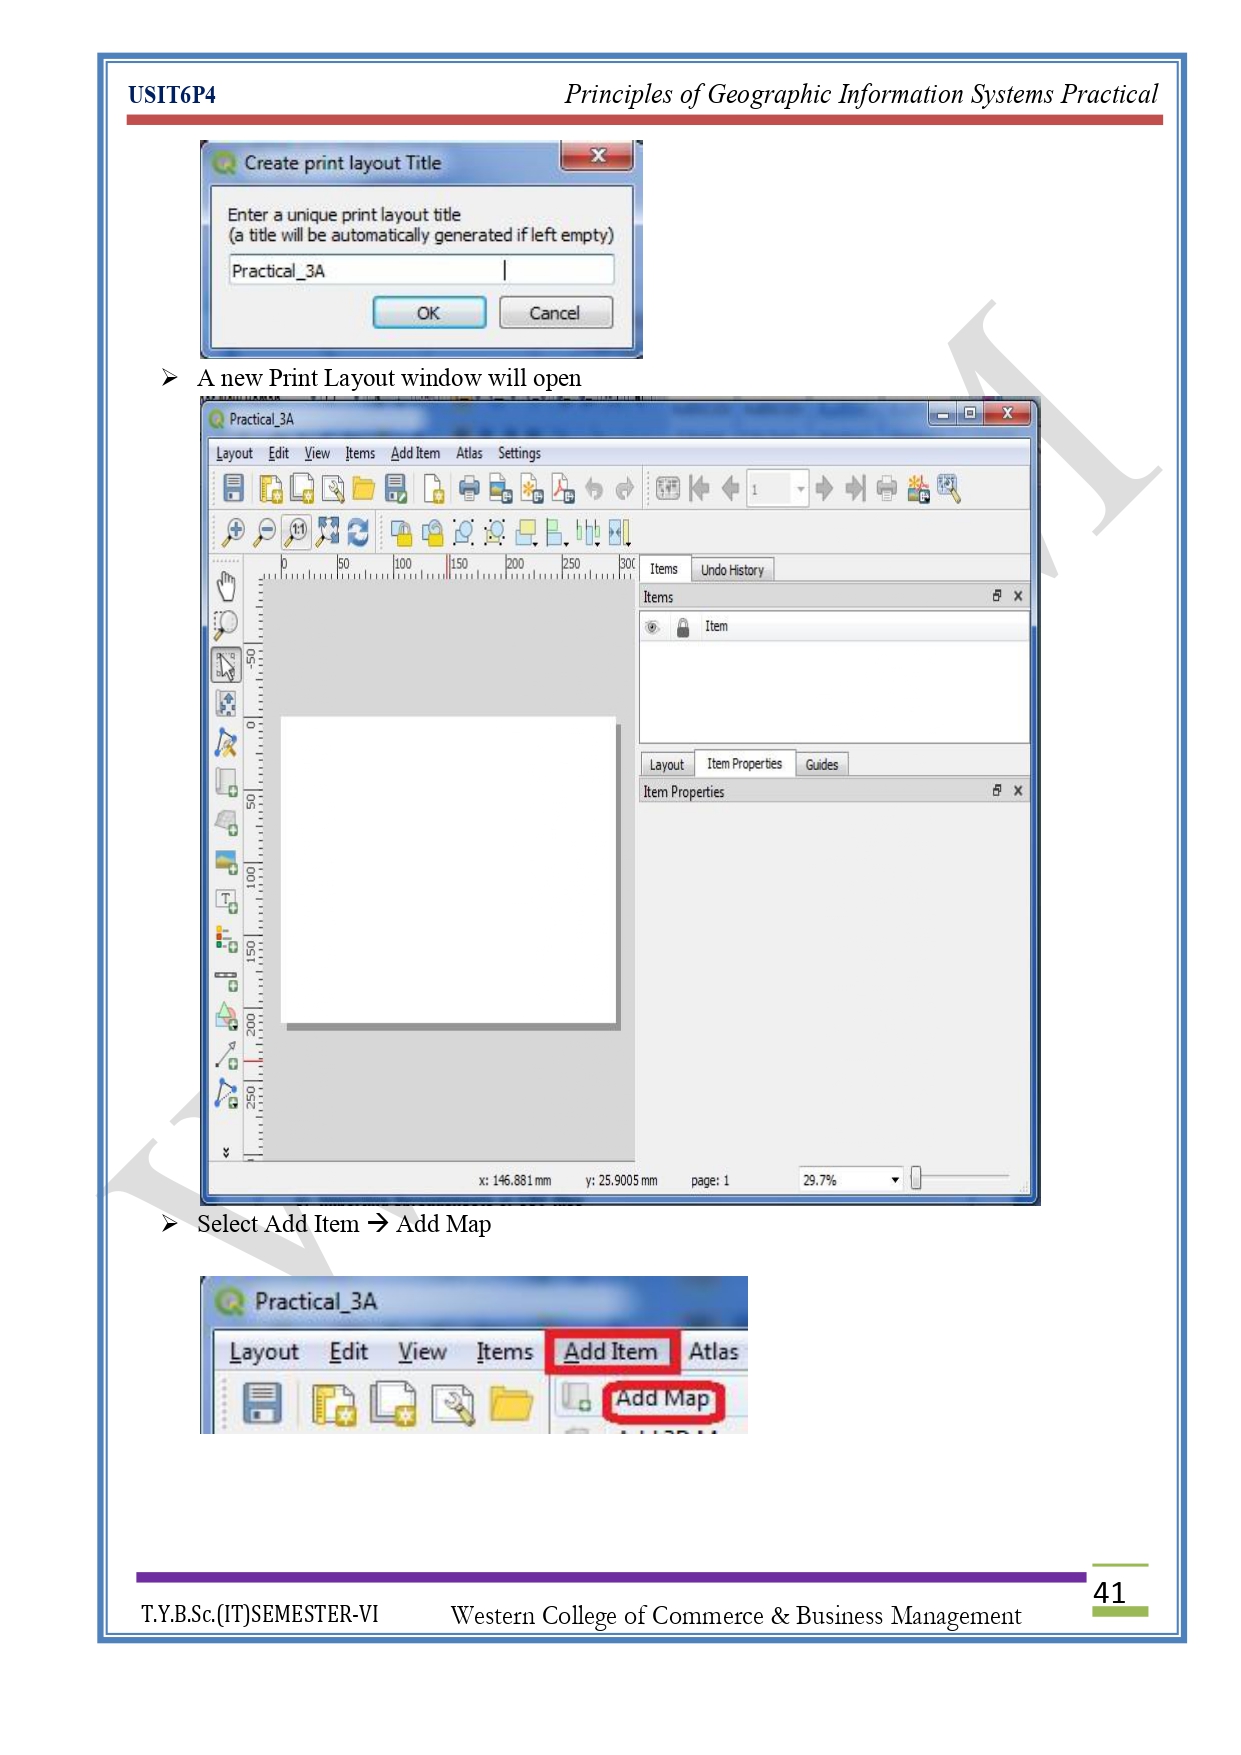 USIT6P4 Principles of Geographic Information Systems Practical
Create print layout Title
Enter a unique print layout title
(a title will be automatically generated if left empty)
Practical_3A
OK Cancel
➢ A new Print Layout window will open
Practical_3A
Layout Edit View Items Add Item Atlas Settings
1
1:1
0 50 100 150 200 250 300
Items Undo History
Items
Item
-50
0
50
100
150
200
250
Layout Item Properties Guides
Item Properties
x: 146.881 mm y: 25.9005 mm page: 1 29.7%
➢ Select Add Item → Add Map
Practical_3A
Layout Edit View Items Add Item Atlas
Add Map
41
T.Y.B.Sc.(IT)SEMESTER-VI Western College of Commerce & Business Management